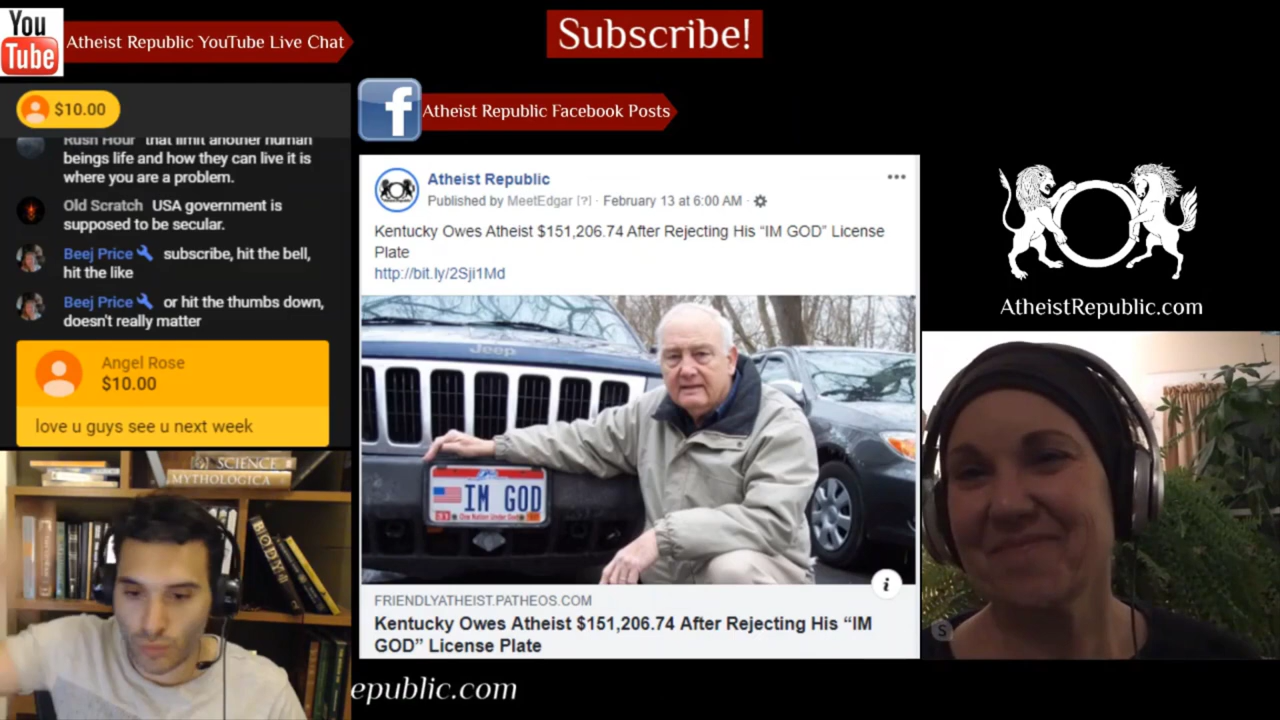 You
Tube
Atheist Republic YouTube Live Chat
Subscribe!
$10.00
Rush Hour that limit another human
beings life and how they can live it is
where you are a problem.
Old Scratch USA government is
supposed to be secular.
Beej Price subscribe, hit the bell,
hit the like
Beej Price or hit the thumbs down,
doesn't really matter
Angel Rose
$10.00
love u guys see u next week
f
Atheist Republic Facebook Posts
Atheist Republic
Published by MeetEdgar [?] · February 13 at 6:00 AM ·
Kentucky Owes Atheist $151,206.74 After Rejecting His “IM GOD” License
Plate
http://bit.ly/2Sji1Md
Jeep
IM GOD
One Nation Under God
i
FRIENDLYATHEIST.PATHEOS.COM
Kentucky Owes Atheist $151,206.74 After Rejecting His “IM
GOD” License Plate
AtheistRepublic.com
S
SCIENCE
MYTHOLOGICA
BODY
epublic.com